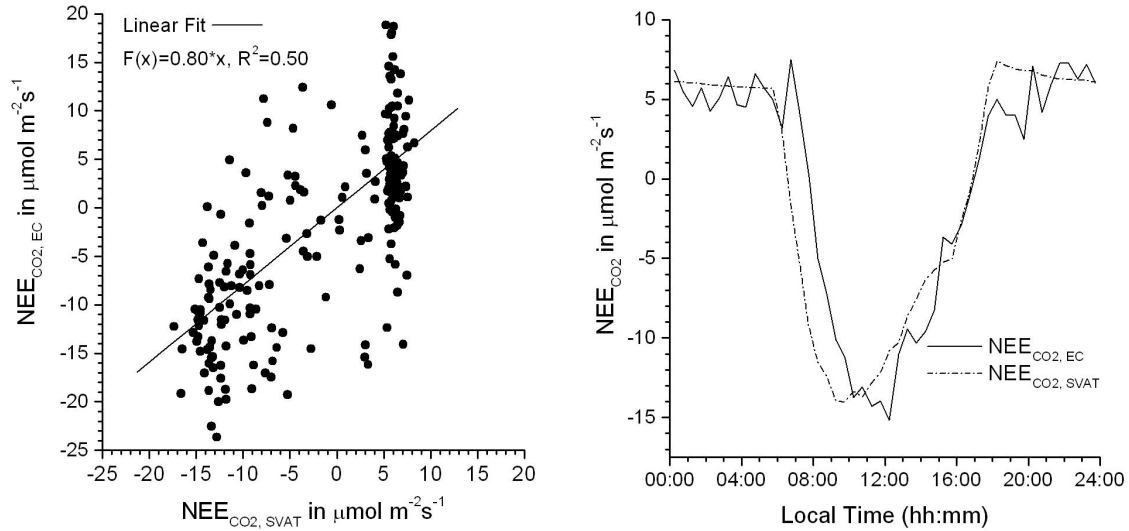 Linear Fit
F(x)=0.80*x, R²=0.50
20
15
10
5
0
-5
-10
-15
-20
-25
-25 -20 -15 -10 -5 0 5 10 15 20
NEE_CO2, EC in μmol m⁻²s⁻¹
NEE_CO2, SVAT in μmol m⁻²s⁻¹
10
5
0
-5
-10
-15
00:00 04:00 08:00 12:00 16:00 20:00 24:00
NEE_CO2 in μmol m⁻²s⁻¹
NEE_CO2, EC
NEE_CO2, SVAT
Local Time (hh:mm)